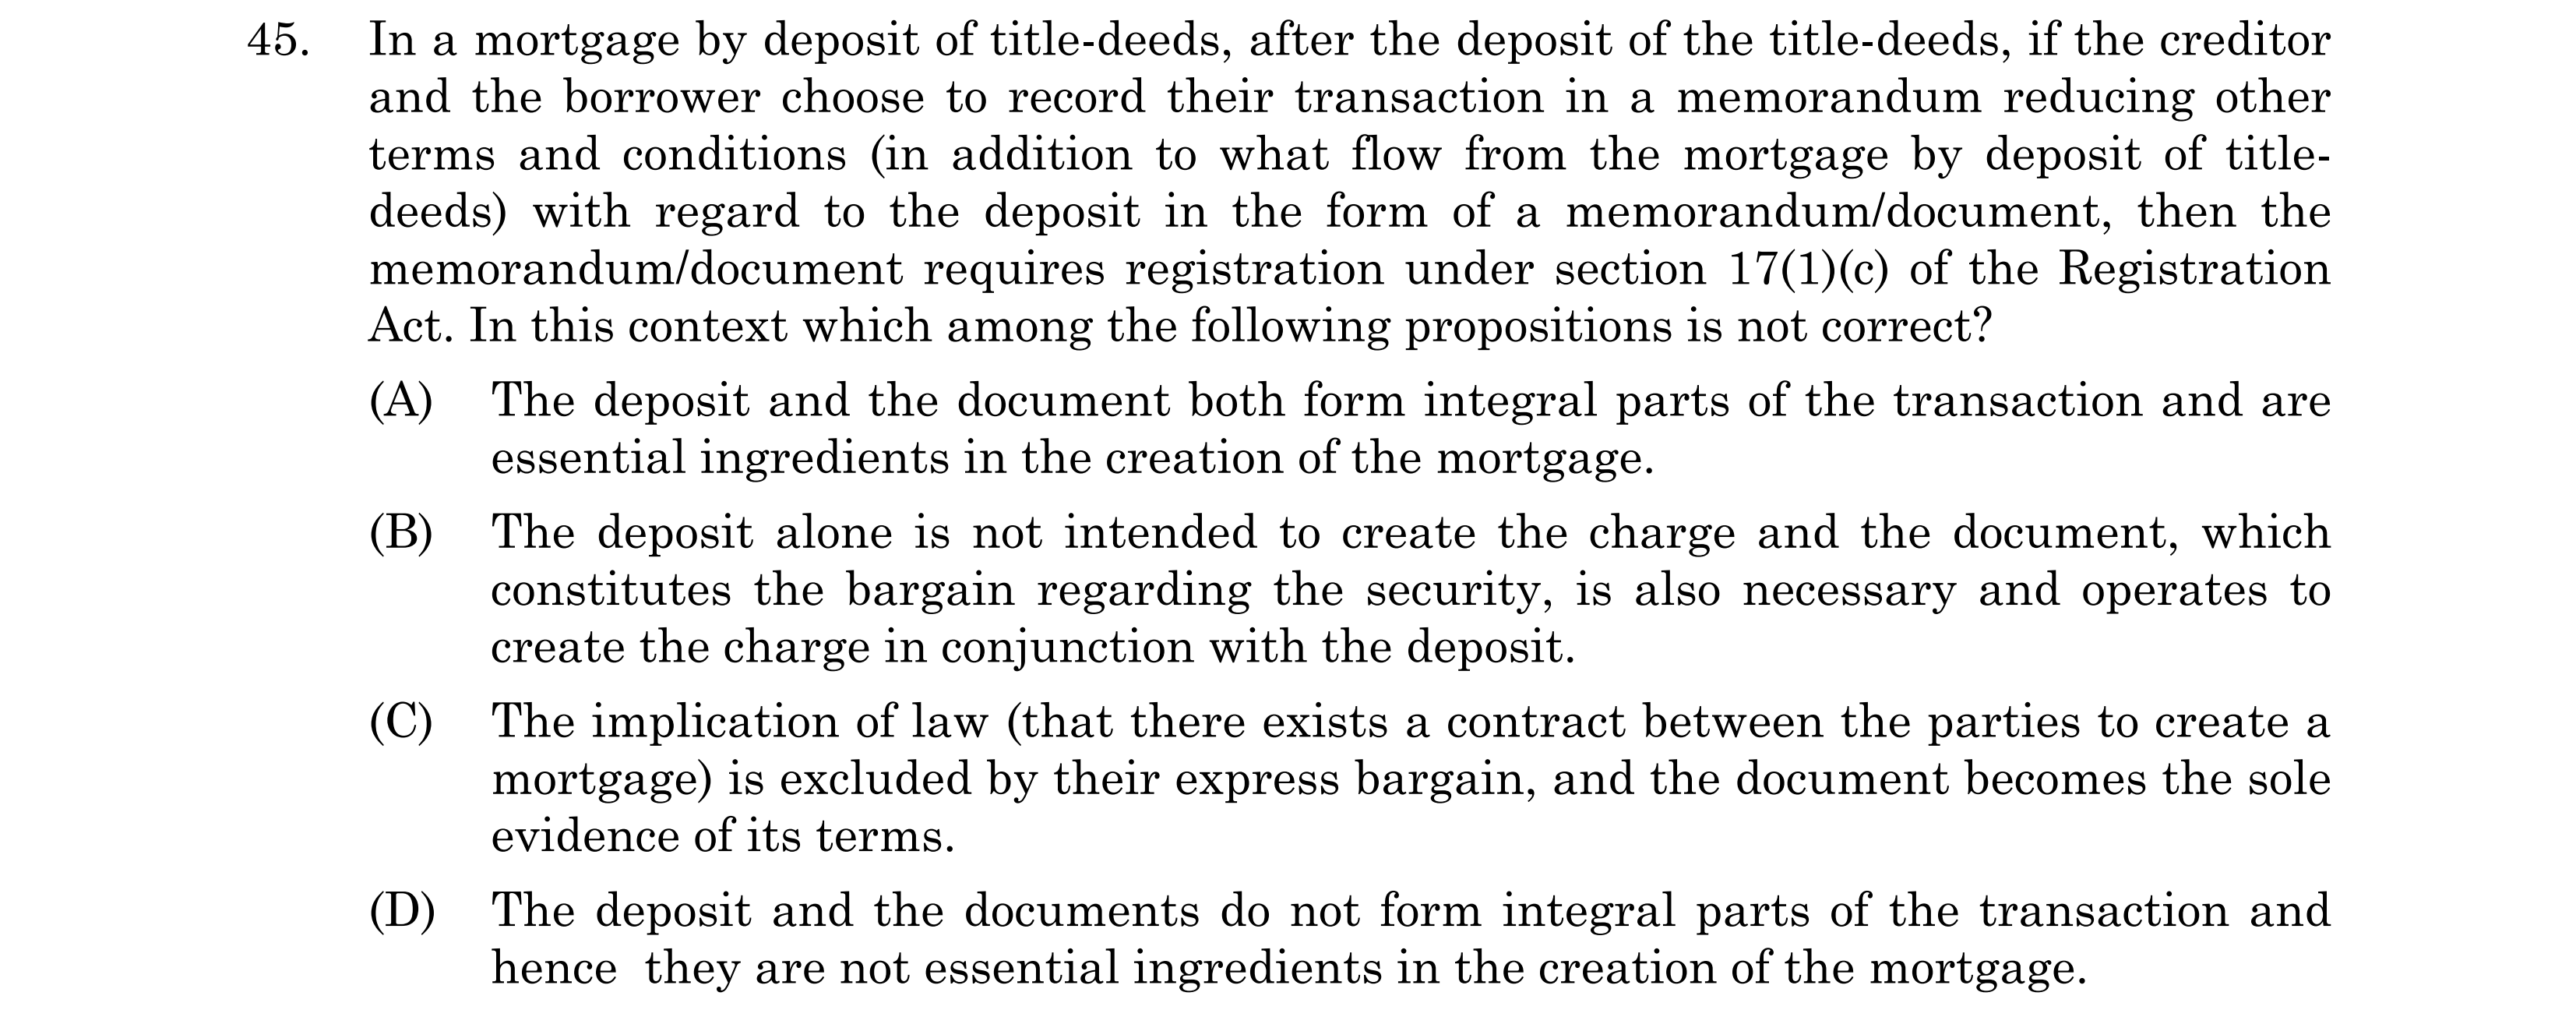 45. In a mortgage by deposit of title-deeds, after the deposit of the title-deeds, if the creditor
and the borrower choose to record their transaction in a memorandum reducing other
terms and conditions (in addition to what flow from the mortgage by deposit of title-
deeds) with regard to the deposit in the form of a memorandum/document, then the
memorandum/document requires registration under section 17(1)(c) of the Registration
Act. In this context which among the following propositions is not correct?
(A) The deposit and the document both form integral parts of the transaction and are
essential ingredients in the creation of the mortgage.
(B) The deposit alone is not intended to create the charge and the document, which
constitutes the bargain regarding the security, is also necessary and operates to
create the charge in conjunction with the deposit.
(C) The implication of law (that there exists a contract between the parties to create a
mortgage) is excluded by their express bargain, and the document becomes the sole
evidence of its terms.
(D) The deposit and the documents do not form integral parts of the transaction and
hence they are not essential ingredients in the creation of the mortgage.